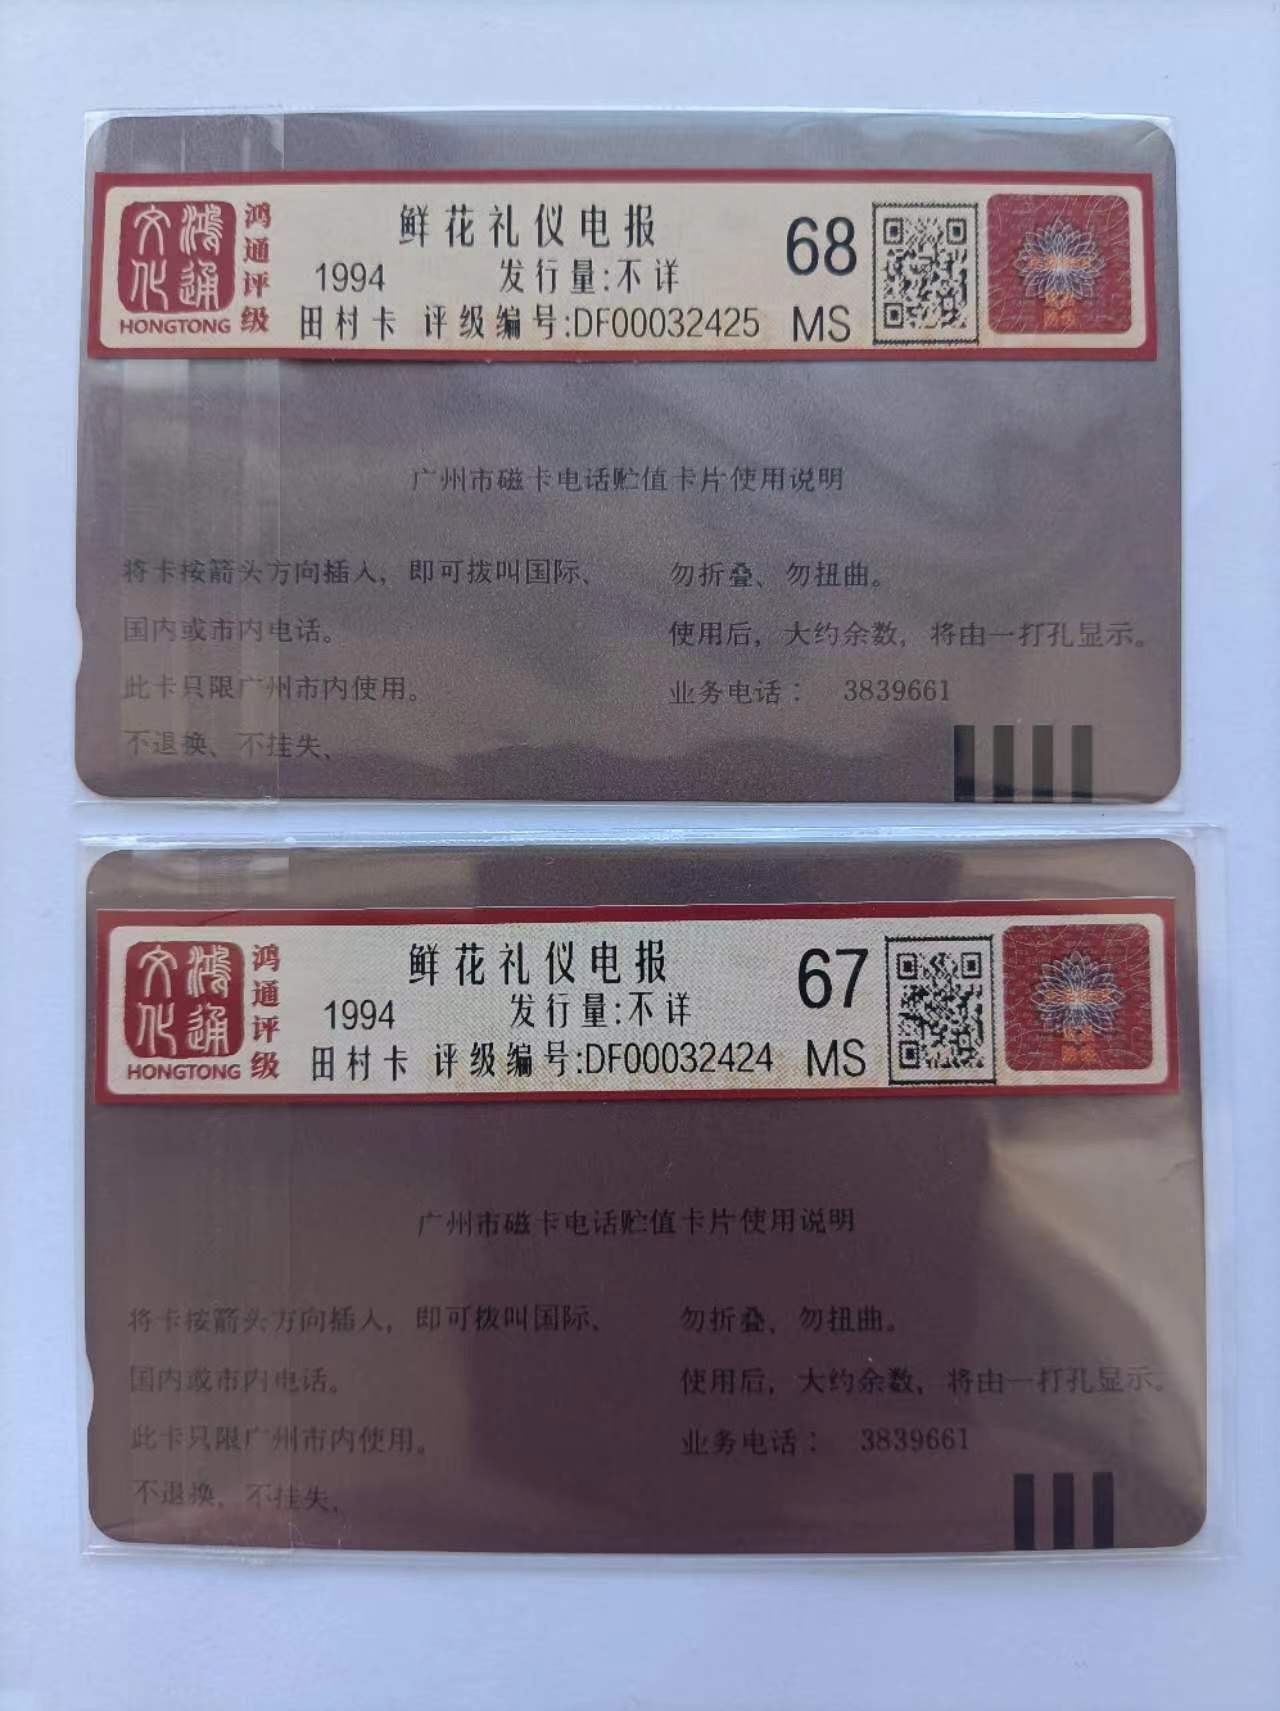 鸿通文化
HONGTONG
鸿通评级
鲜花礼仪电报
1994 发行量:不详
田村卡 评级编号:DF00032425
68
MS
广州市磁卡电话贮值卡片使用说明
将卡按箭头方向插入，即可拨叫国际、
国内或市内电话。
此卡只限广州市内使用。
不退换、不挂失、
勿折叠、勿扭曲。
使用后，大约余数，将由一打孔显示。
业务电话： 3839661
鸿通文化
HONGTONG
鸿通评级
鲜花礼仪电报
1994 发行量:不详
田村卡 评级编号:DF00032424
67
MS
广州市磁卡电话贮值卡片使用说明
将卡按箭头方向插入，即可拨叫国际、
国内或市内电话。
此卡只限广州市内使用。
不退换、不挂失、
勿折叠、勿扭曲。
使用后，大约余数，将由一打孔显示。
业务电话： 3839661